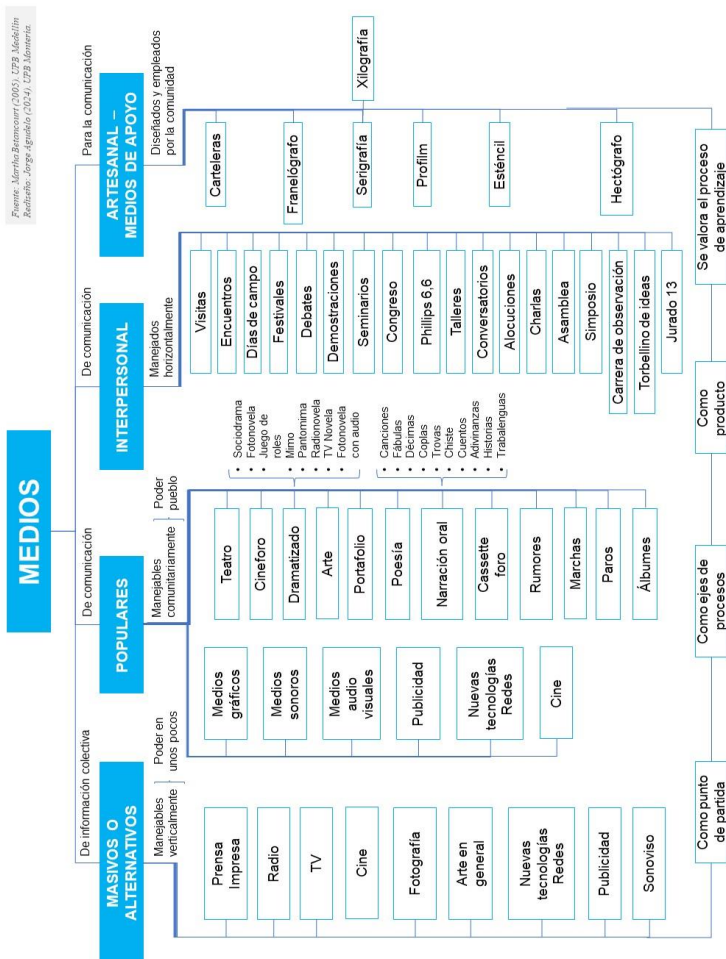 MEDIOS
Fuente: Martha Betancourt (2005). UPB Medellín
Rediseño: Jorge Agudelo (2024). UPB Montería.
De información colectiva
MASIVOS O
ALTERNATIVOS
Manejables
verticalmente
Poder en
unos pocos
Prensa
Impresa
Radio
TV
Cine
Fotografía
Arte en
general
Nuevas
tecnologías
Redes
Publicidad
Sonoviso
De comunicación
POPULARES
Manejables
comunitariamente
Poder
pueblo
Medios
gráficos
Medios
sonoros
Medios
audio
visuales
Publicidad
Nuevas
tecnologías
Redes
Cine
Teatro
Cineforo
Dramatizado
Arte
Portafolio
Poesía
Narración oral
Cassette
foro
Rumores
Marchas
Paros
Álbumes
• Sociodrama
• Fotonovela
• Juego de
roles
• Mimo
• Pantomima
• Radionovela
• TV Novela
• Fotonovela
con audio
• Canciones
• Fábulas
• Décimas
• Coplas
• Trovas
• Chiste
• Cuentos
• Adivinanzas
• Historias
• Trabalenguas
De comunicación
INTERPERSONAL
Manejados
horizontalmente
Visitas
Encuentros
Días de campo
Festivales
Debates
Demostraciones
Seminarios
Congreso
Phillips 6,6
Talleres
Conversatorios
Alocuciones
Charlas
Asamblea
Simposio
Carrera de observación
Torbellino de ideas
Jurado 13
Para la comunicación
ARTESANAL –
MEDIOS DE APOYO
Diseñados y empleados
por la comunidad
Carteleras
Franelógrafo
Serigrafía
Xilografía
Profilm
Esténcil
Hectógrafo
Como punto
de partida
Como ejes de
procesos
Como
producto
Se valora el proceso
de aprendizaje